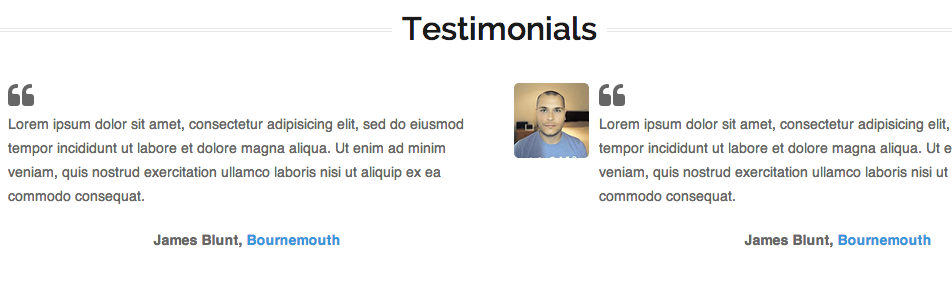 Testimonials
Lorem ipsum dolor sit amet, consectetur adipisicing elit, sed do eiusmod
tempor incididunt ut labore et dolore magna aliqua. Ut enim ad minim
veniam, quis nostrud exercitation ullamco laboris nisi ut aliquip ex ea
commodo consequat.
James Blunt, Bournemouth
Lorem ipsum dolor sit amet, consectetur adipisicing elit,
tempor incididunt ut labore et dolore magna aliqua. Ut e
veniam, quis nostrud exercitation ullamco laboris nisi ut
commodo consequat.
James Blunt, Bournemouth